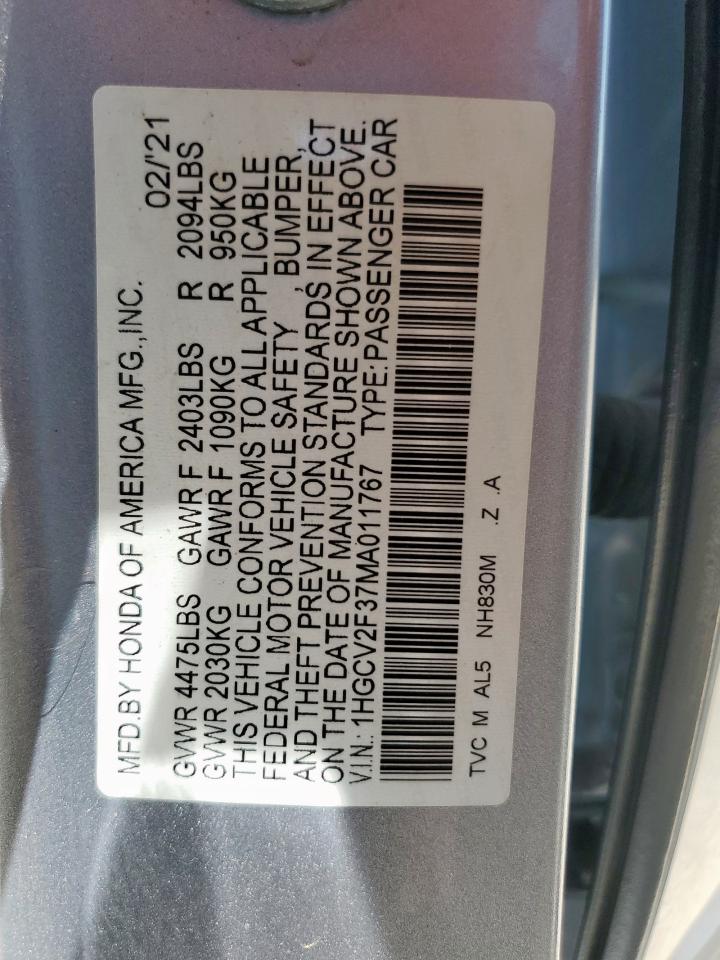 MFD.BY HONDA OF AMERICA MFG.,INC. 02/'21
GVWR 4475LBS GAWR F 2403LBS R 2094LBS
GVWR 2030KG GAWR F 1090KG R 950KG
THIS VEHICLE CONFORMS TO ALL APPLICABLE
FEDERAL MOTOR VEHICLE SAFETY , BUMPER,
AND THEFT PREVENTION STANDARDS IN EFFECT
ON THE DATE OF MANUFACTURE SHOWN ABOVE.
V.I.N.: 1HGCV2F37MA011767 TYPE:PASSENGER CAR
TVC M AL5 NH830M .Z .A